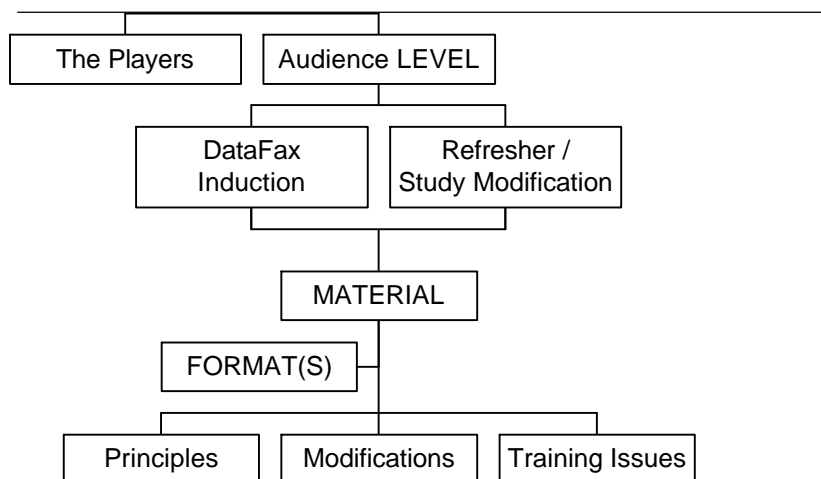 The Players
Audience LEVEL
DataFax
Induction
Refresher /
Study Modification
MATERIAL
FORMAT(S)
Principles
Modifications
Training Issues